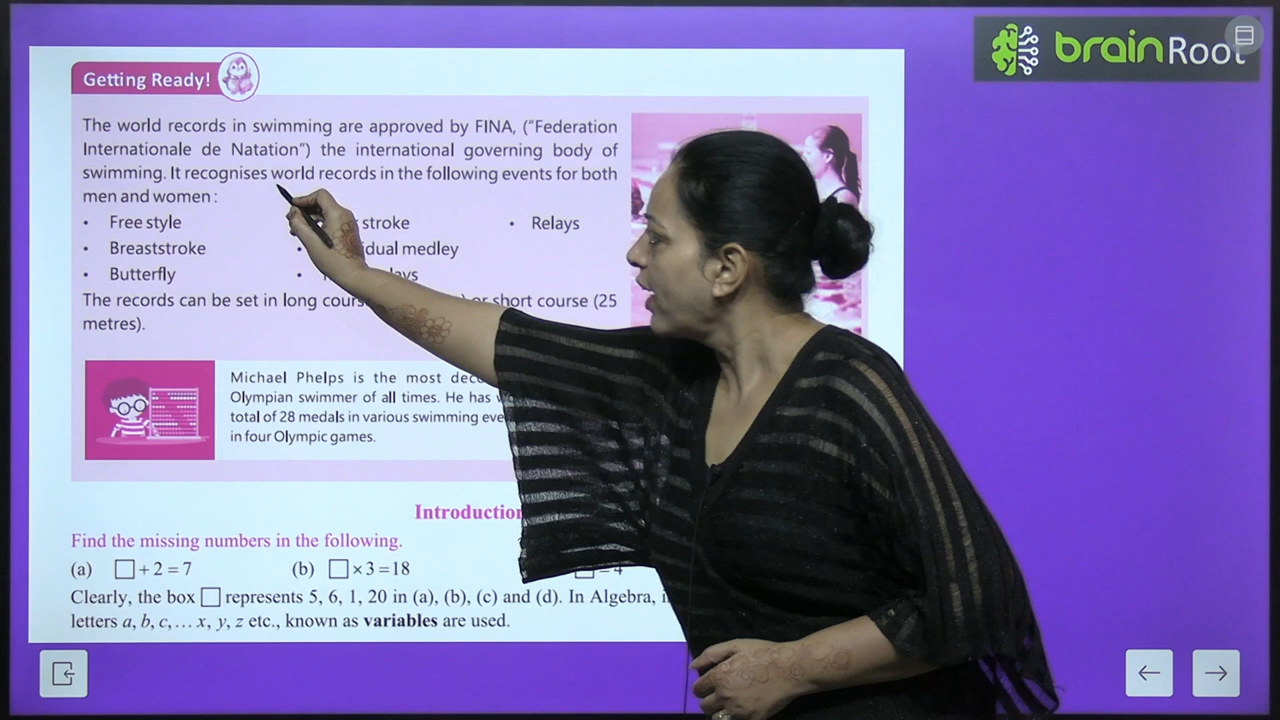 brainRoot
Getting Ready!
The world records in swimming are approved by FINA, ("Federation
Internationale de Natation") the international governing body of
swimming. It recognises world records in the following events for both
men and women :
• Free style stroke • Relays
• Breaststroke • medley
• Butterfly •
The records can be set in long or short course (25
metres).
Michael Phelps is the most
Olympian swimmer of all times. He has
total of 28 medals in various swimming
in four Olympic games.
Introduction
Find the missing numbers in the following.
(a) □ + 2 = 7 (b) □ × 3 = 18 □ = 4
Clearly, the box □ represents 5, 6, 1, 20 in (a), (b), (c) and (d). In Algebra,
letters a, b, c,... x, y, z etc., known as variables are used.